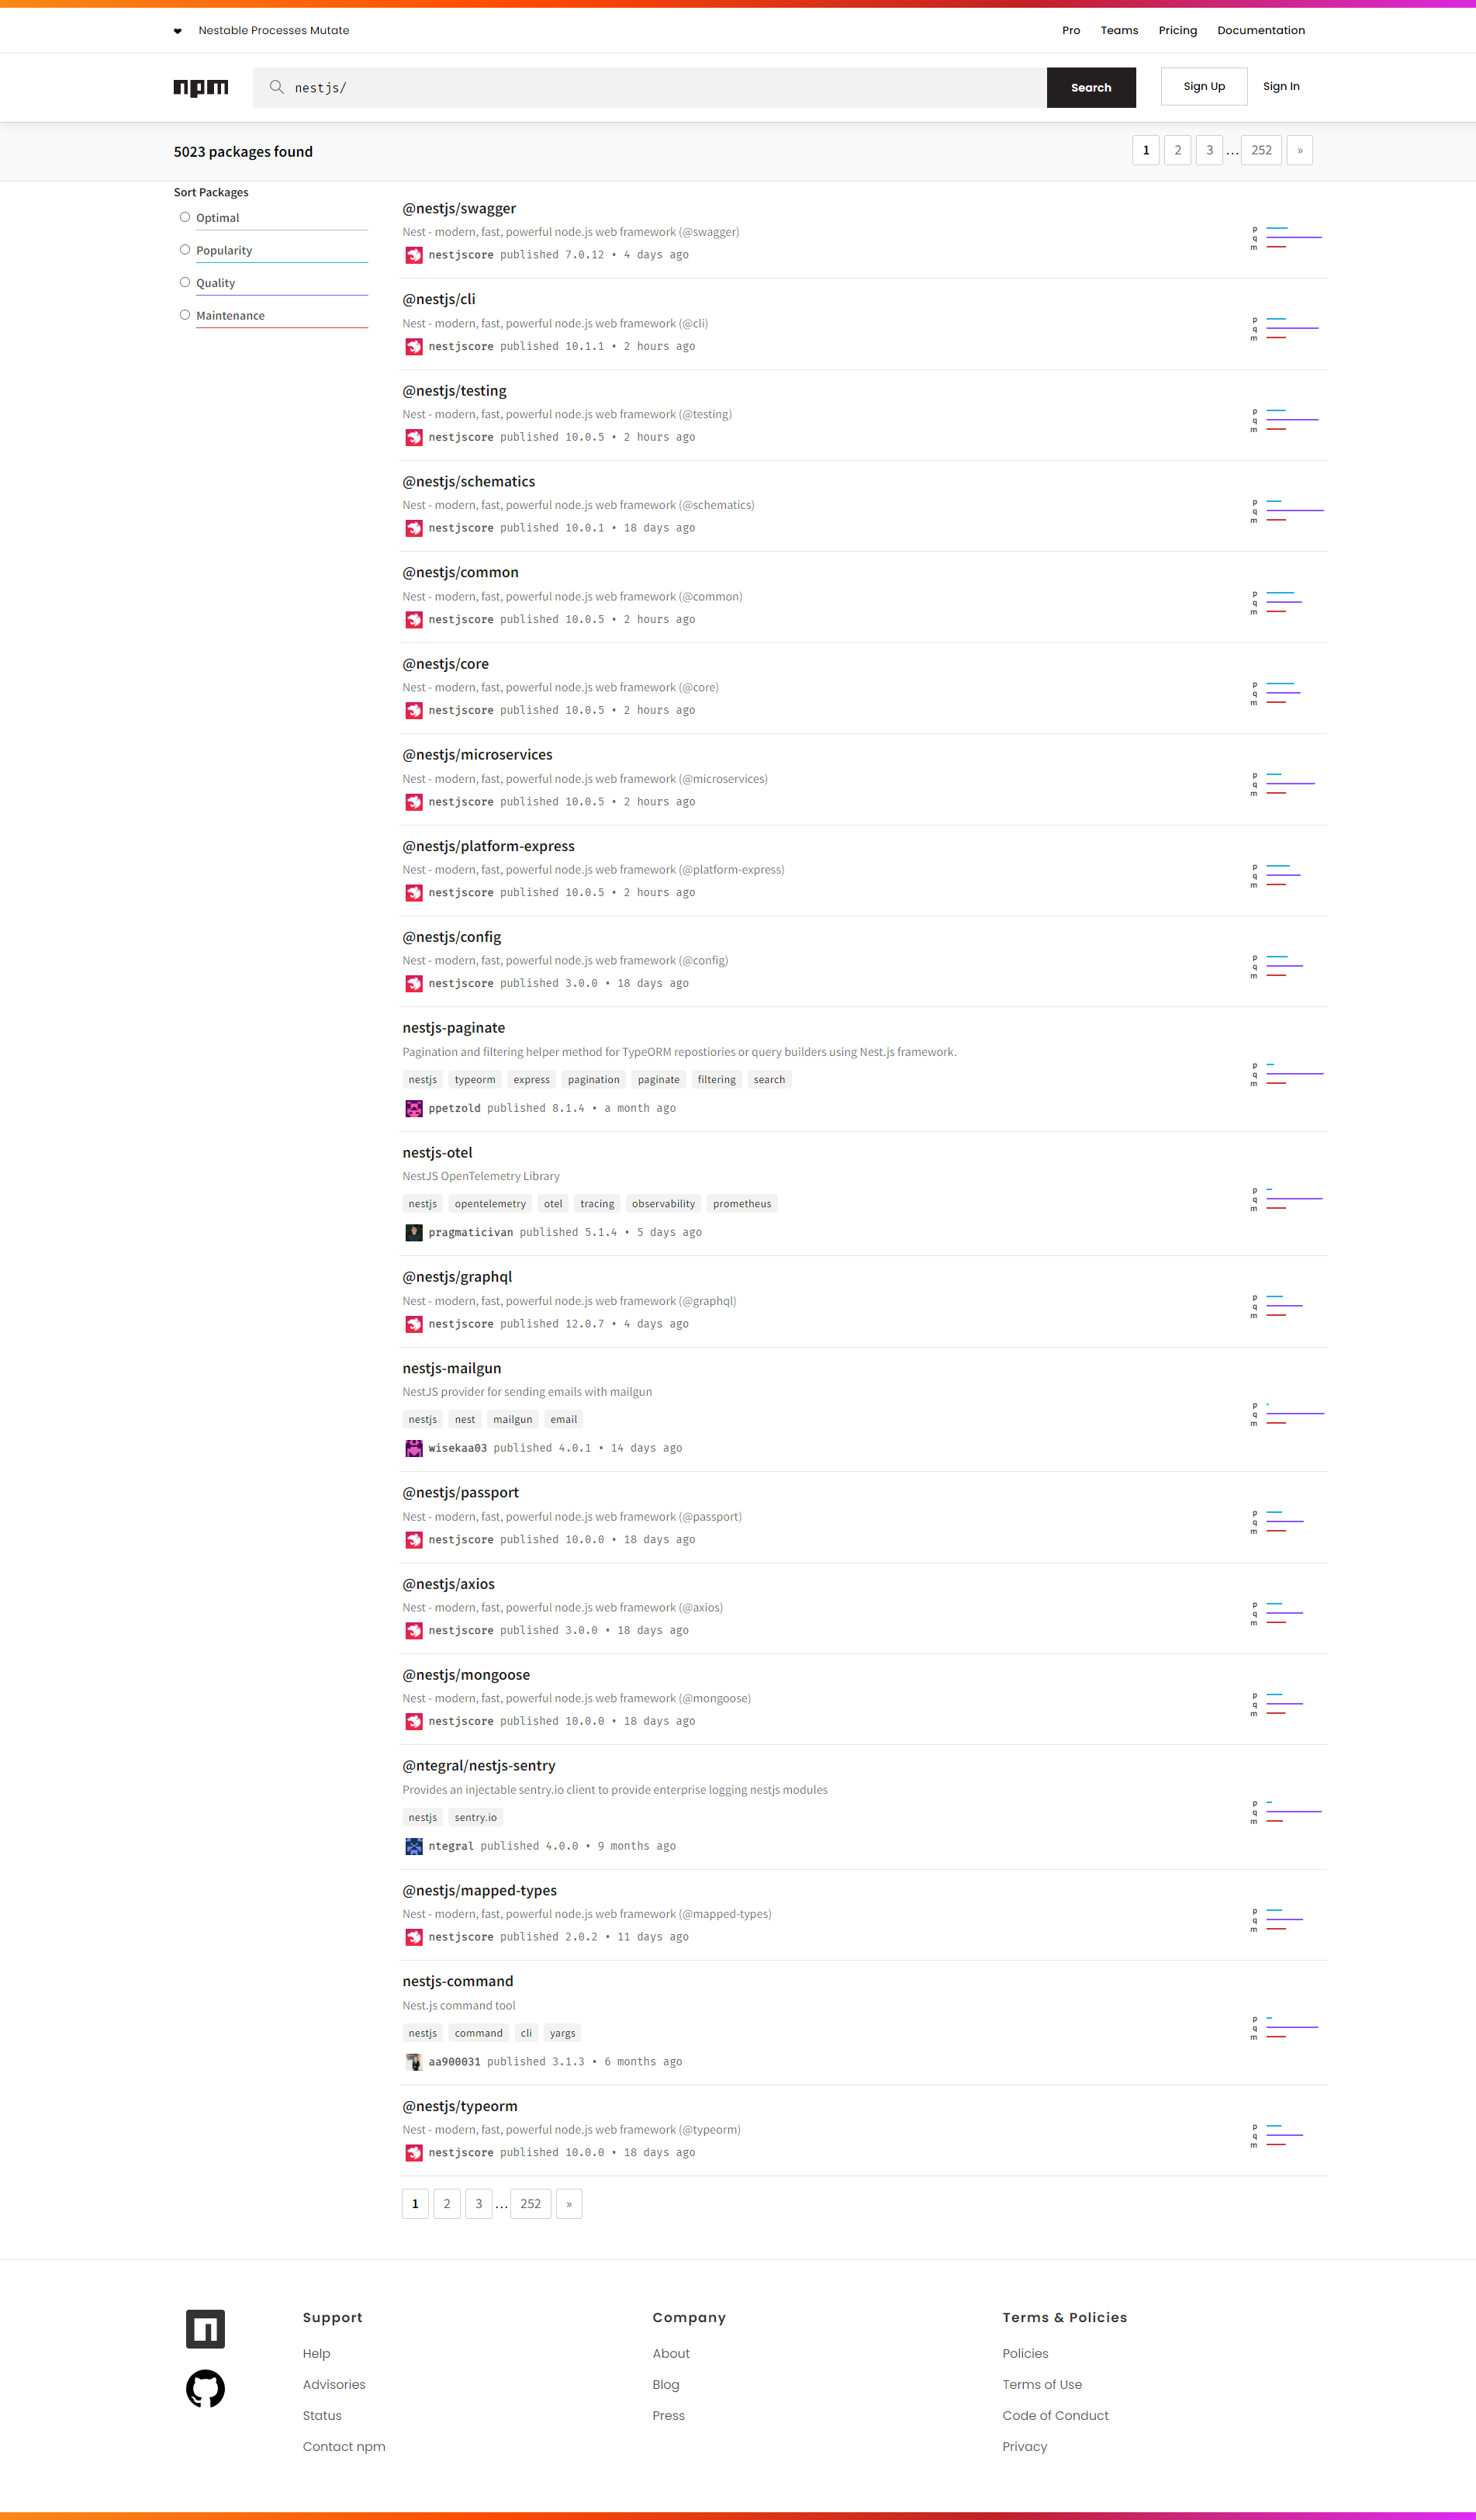 ❤ Nestable Processes Mutate
Pro Teams Pricing Documentation
npm
nestjs/
Search
Sign Up
Sign In
5023 packages found
1 2 3 … 252 »
Sort Packages
Optimal
Popularity
Quality
Maintenance
@nestjs/swagger
Nest - modern, fast, powerful node.js web framework (@swagger)
nestjscore published 7.0.12 • 4 days ago
p
q
m
@nestjs/cli
Nest - modern, fast, powerful node.js web framework (@cli)
nestjscore published 10.1.1 • 2 hours ago
p
q
m
@nestjs/testing
Nest - modern, fast, powerful node.js web framework (@testing)
nestjscore published 10.0.5 • 2 hours ago
p
q
m
@nestjs/schematics
Nest - modern, fast, powerful node.js web framework (@schematics)
nestjscore published 10.0.1 • 18 days ago
p
q
m
@nestjs/common
Nest - modern, fast, powerful node.js web framework (@common)
nestjscore published 10.0.5 • 2 hours ago
p
q
m
@nestjs/core
Nest - modern, fast, powerful node.js web framework (@core)
nestjscore published 10.0.5 • 2 hours ago
p
q
m
@nestjs/microservices
Nest - modern, fast, powerful node.js web framework (@microservices)
nestjscore published 10.0.5 • 2 hours ago
p
q
m
@nestjs/platform-express
Nest - modern, fast, powerful node.js web framework (@platform-express)
nestjscore published 10.0.5 • 2 hours ago
p
q
m
@nestjs/config
Nest - modern, fast, powerful node.js web framework (@config)
nestjscore published 3.0.0 • 18 days ago
p
q
m
nestjs-paginate
Pagination and filtering helper method for TypeORM repostiories or query builders using Nest.js framework.
nestjs typeorm express pagination paginate filtering search
ppetzold published 8.1.4 • a month ago
p
q
m
nestjs-otel
NestJS OpenTelemetry Library
nestjs opentelemetry otel tracing observability prometheus
pragmaticivan published 5.1.4 • 5 days ago
p
q
m
@nestjs/graphql
Nest - modern, fast, powerful node.js web framework (@graphql)
nestjscore published 12.0.7 • 4 days ago
p
q
m
nestjs-mailgun
NestJS provider for sending emails with mailgun
nestjs nest mailgun email
wisekaa03 published 4.0.1 • 14 days ago
p
q
m
@nestjs/passport
Nest - modern, fast, powerful node.js web framework (@passport)
nestjscore published 10.0.0 • 18 days ago
p
q
m
@nestjs/axios
Nest - modern, fast, powerful node.js web framework (@axios)
nestjscore published 3.0.0 • 18 days ago
p
q
m
@nestjs/mongoose
Nest - modern, fast, powerful node.js web framework (@mongoose)
nestjscore published 10.0.0 • 18 days ago
p
q
m
@ntegral/nestjs-sentry
Provides an injectable sentry.io client to provide enterprise logging nestjs modules
nestjs sentry.io
ntegral published 4.0.0 • 9 months ago
p
q
m
@nestjs/mapped-types
Nest - modern, fast, powerful node.js web framework (@mapped-types)
nestjscore published 2.0.2 • 11 days ago
p
q
m
nestjs-command
Nest.js command tool
nestjs command cli yargs
aa900031 published 3.1.3 • 6 months ago
p
q
m
@nestjs/typeorm
Nest - modern, fast, powerful node.js web framework (@typeorm)
nestjscore published 10.0.0 • 18 days ago
p
q
m
1 2 3 … 252 »
Support
Help
Advisories
Status
Contact npm
Company
About
Blog
Press
Terms & Policies
Policies
Terms of Use
Code of Conduct
Privacy